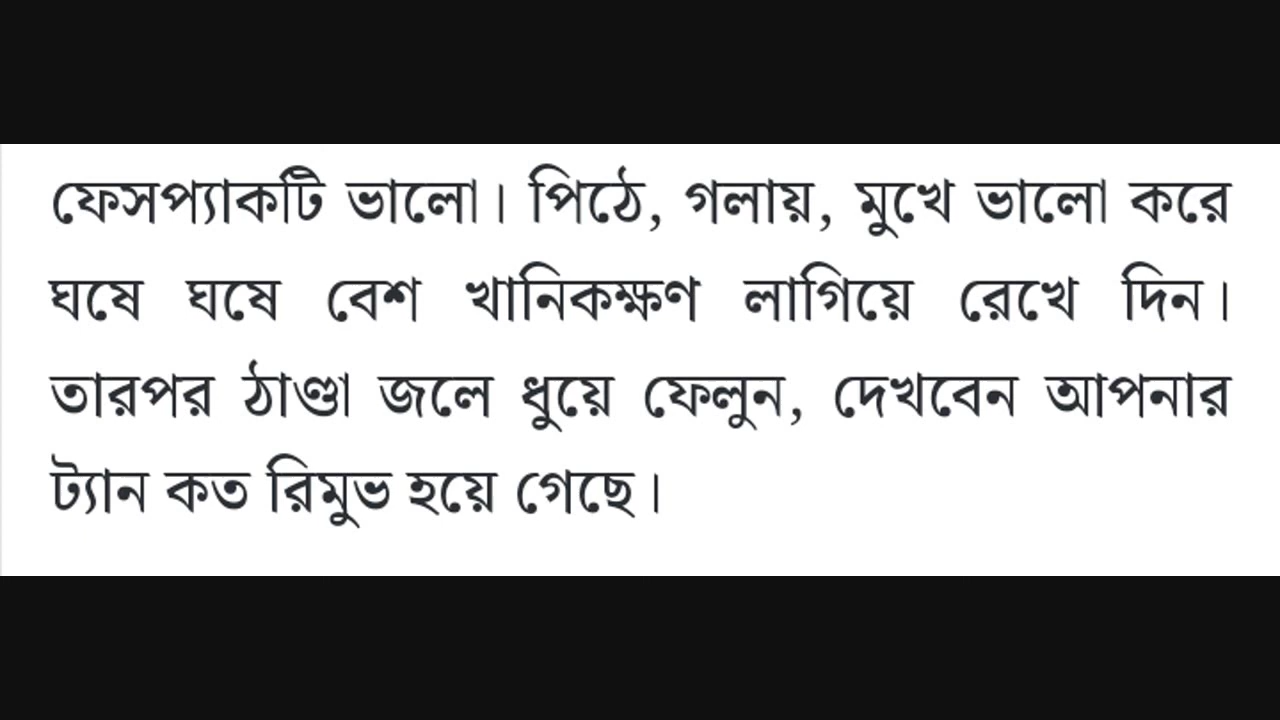 ফেসপ্যাকটি ভালো। পিঠে, গলায়, মুখে ভালো করে
ঘষে ঘষে বেশ খানিকক্ষণ লাগিয়ে রেখে দিন।
তারপর ঠাণ্ডা জলে ধুয়ে ফেলুন, দেখবেন আপনার
ট্যান কত রিমুভ হয়ে গেছে।